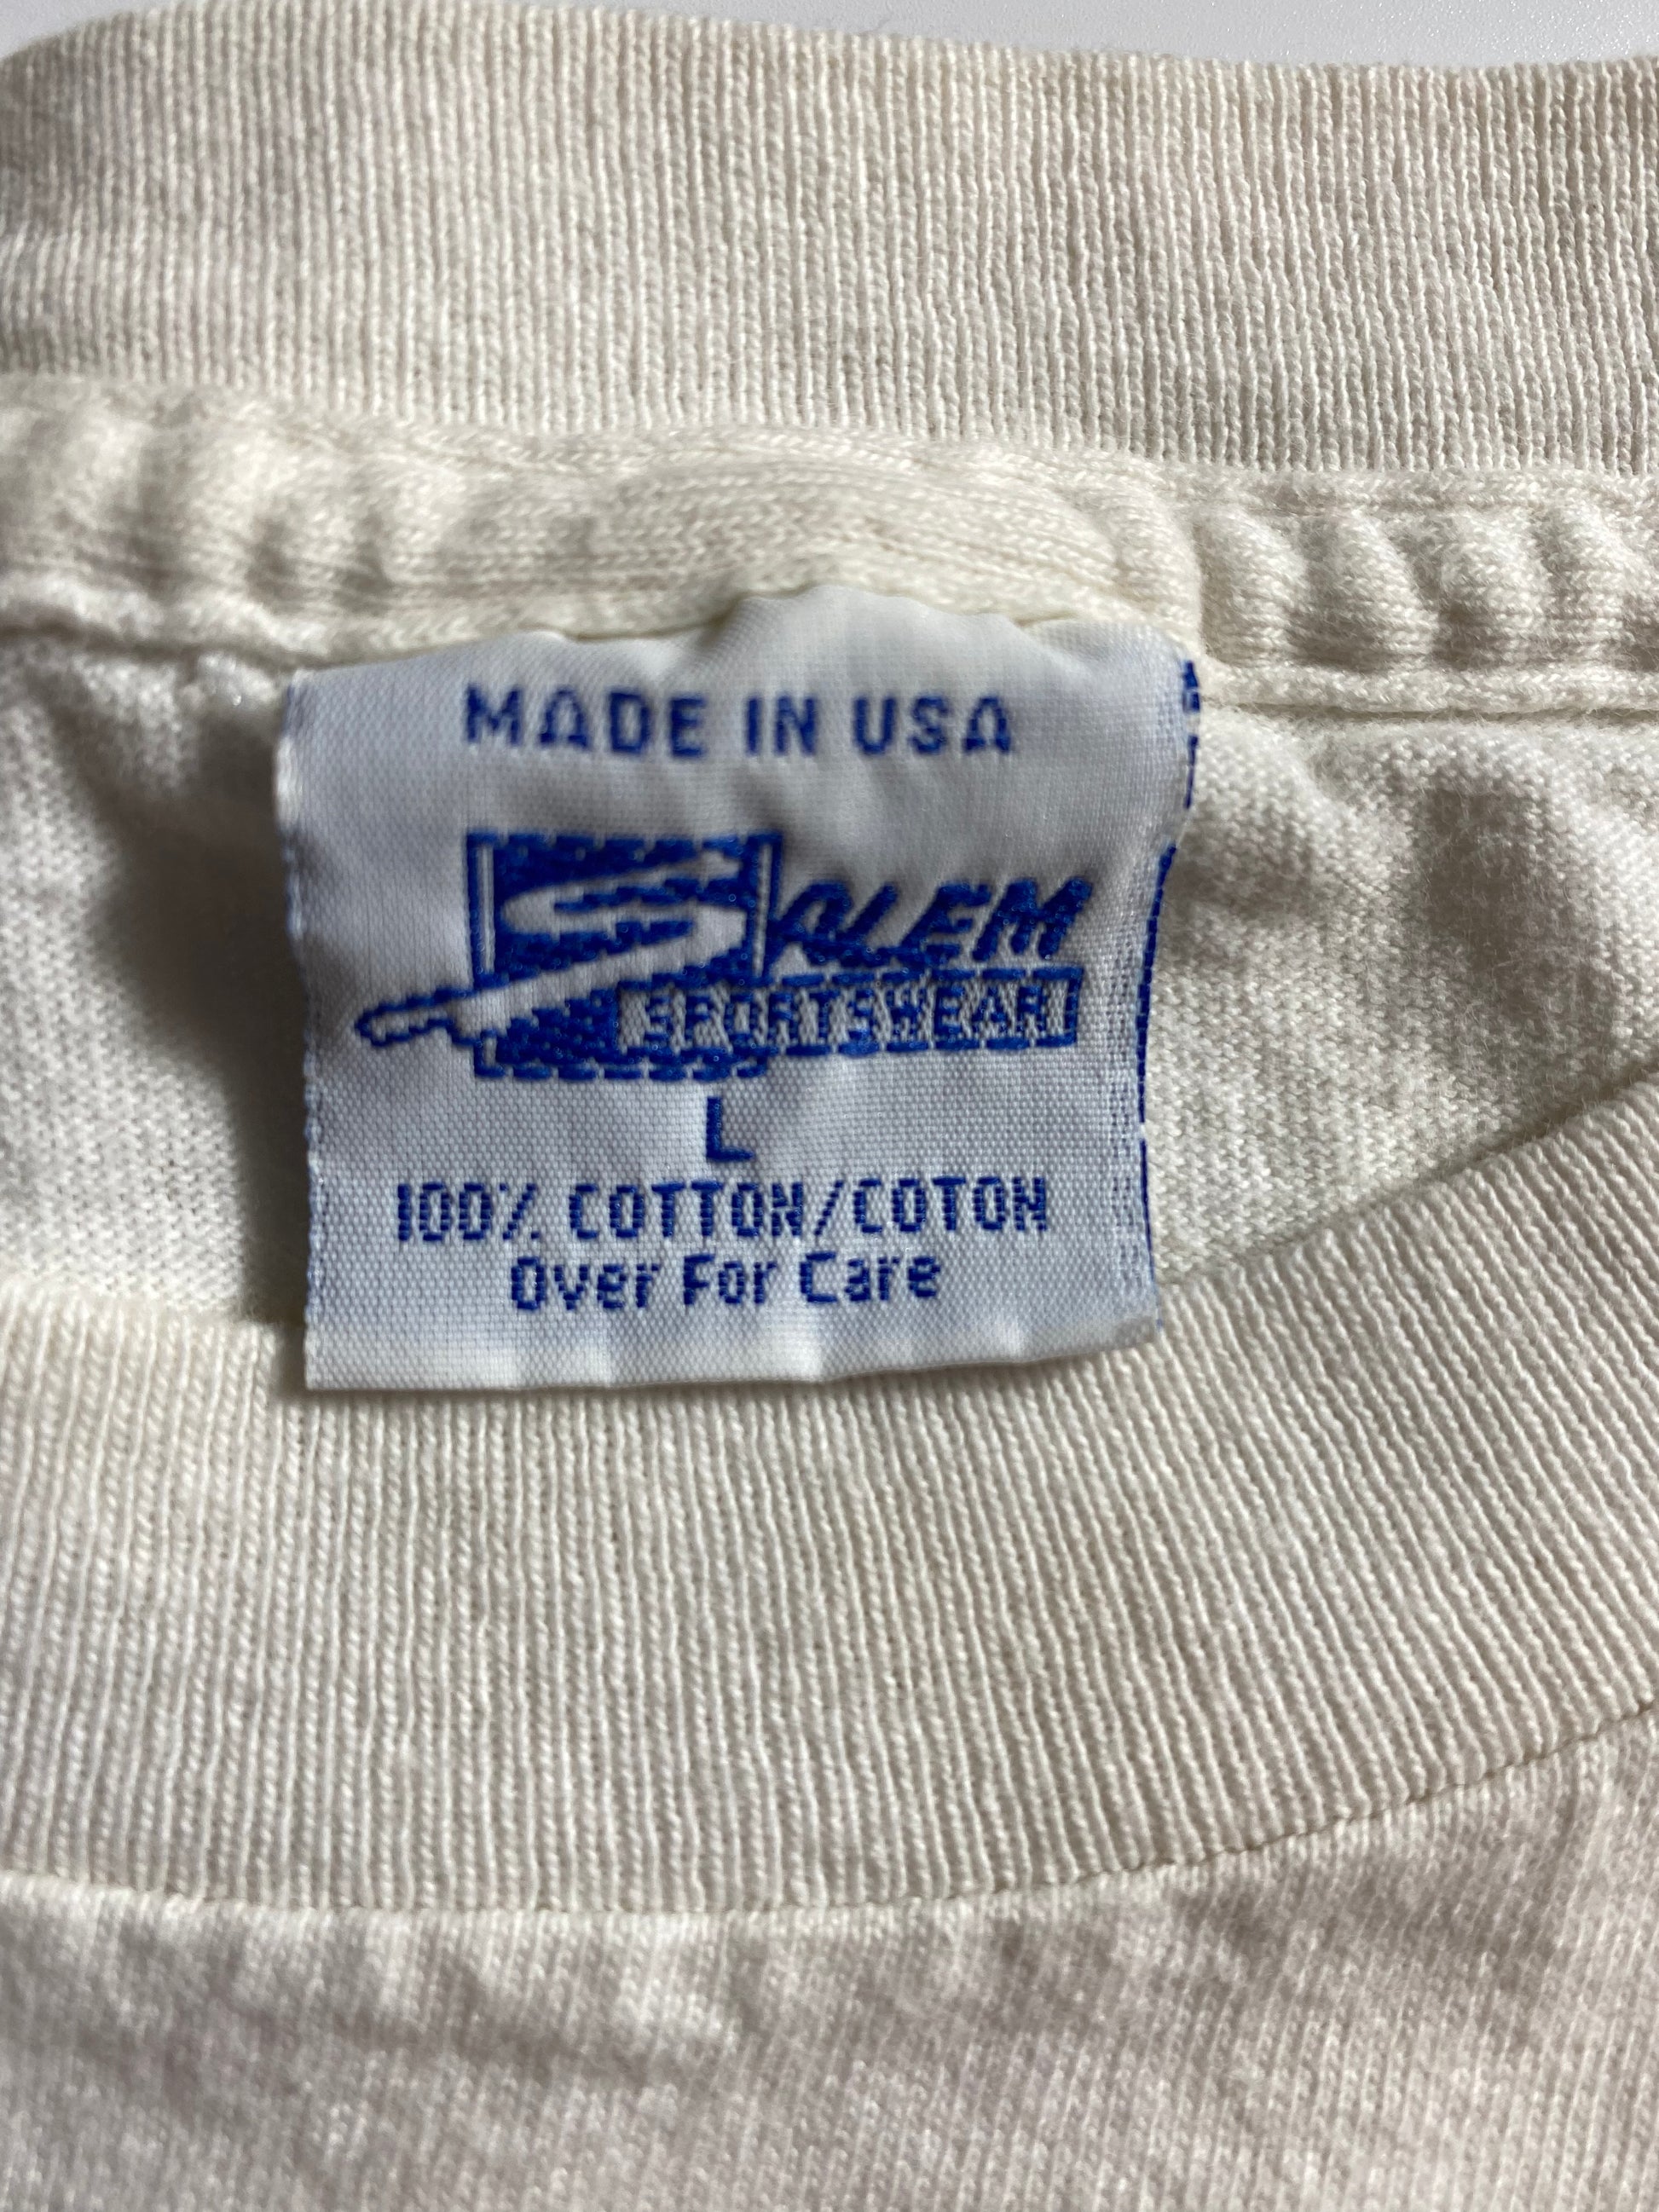 MADE IN USA
SALEM
SPORTSWEAR
L
100% COTTON/COTON
Over For Care